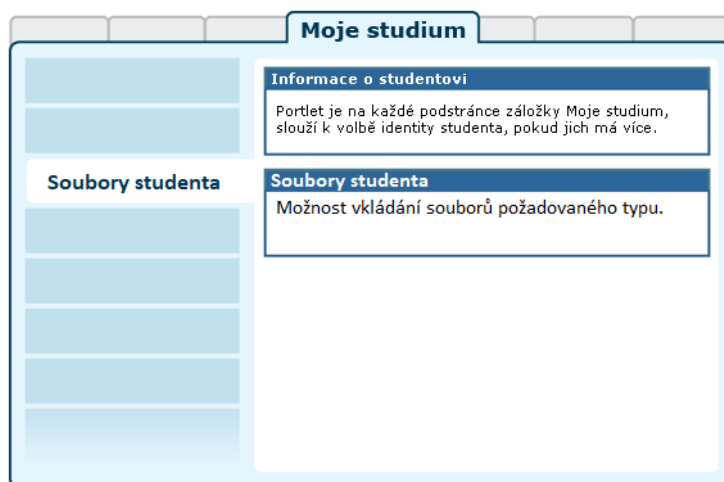 Moje studium
Informace o studentovi
Portlet je na každé podstránce záložky Moje studium,
slouží k volbě identity studenta, pokud jich má více.
Soubory studenta
Soubory studenta
Možnost vkládání souborů požadovaného typu.